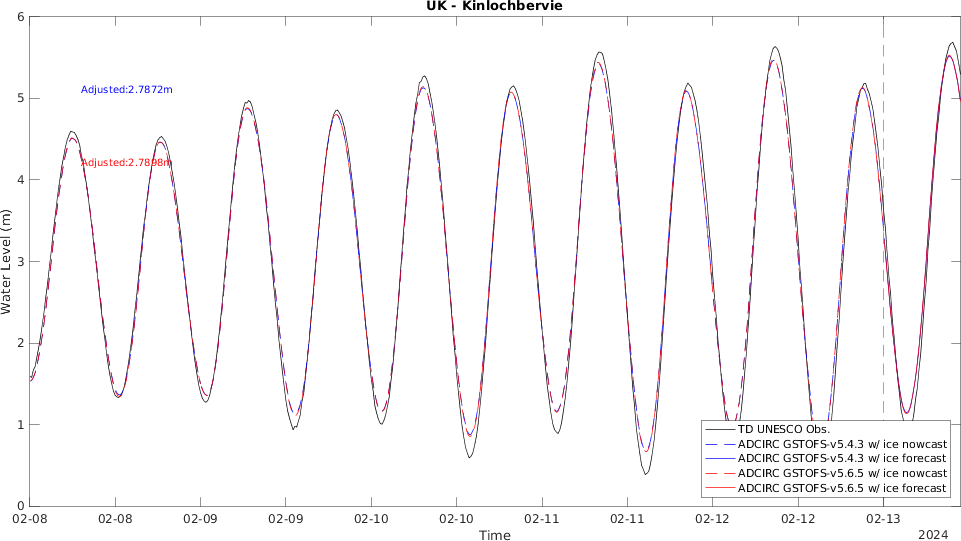 UK - Kinlochbervie
6
5
4
3
2
1
0
Water Level (m)
Adjusted:2.7872m
Adjusted:2.7898m
TD UNESCO Obs.
ADCIRC GSTOFS-v5.4.3 w/ ice nowcast
ADCIRC GSTOFS-v5.4.3 w/ ice forecast
ADCIRC GSTOFS-v5.6.5 w/ ice nowcast
ADCIRC GSTOFS-v5.6.5 w/ ice forecast
02-08 02-08 02-09 02-09 02-10 02-10 02-11 02-11 02-12 02-12 02-13
Time
2024